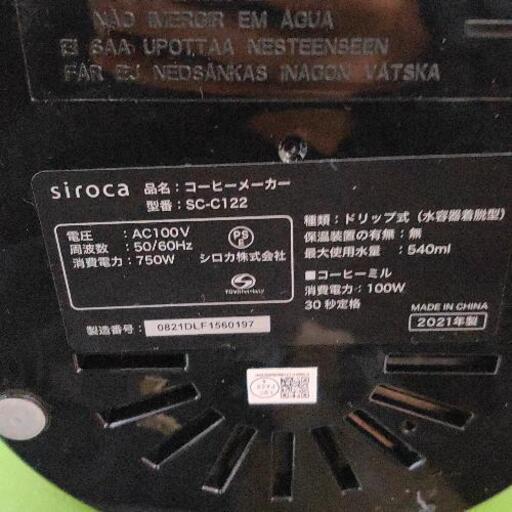 NÃO IMERGIR EM ÁGUA
EI SAA UPOTTAA NESTEENSEEN
FÅR EJ NEDSÄNKAS INÅGON VÄTSKA
siroca 品名：コーヒーメーカー
型番：SC-C122
電圧：AC100V
周波数：50/60Hz
消費電力：750W
PS E
シロカ株式会社
種類：ドリップ式（水容器着脱型）
保温装置の有無：無
最大使用水量：540ml
■コーヒーミル
消費電力：100W
30秒定格
MADE IN CHINA
2021年製
製造番号：0821DLF1560197